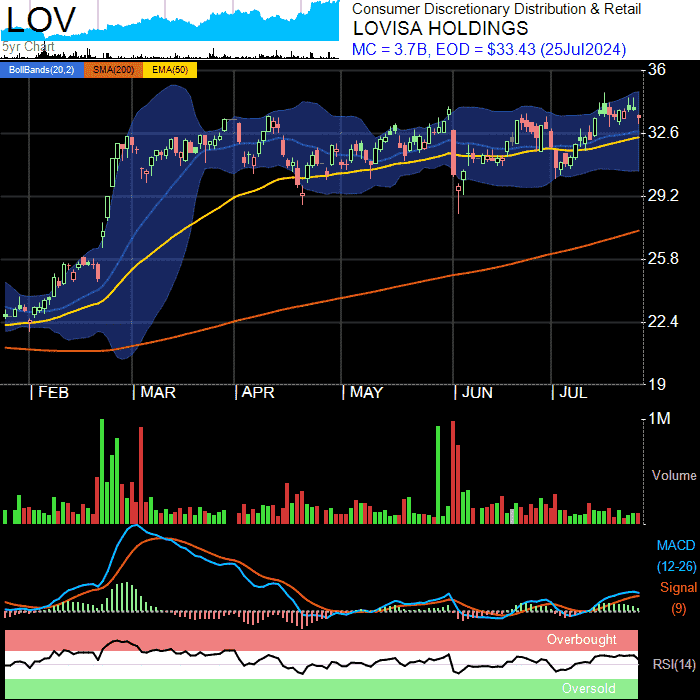 LOV
5yr Chart
Consumer Discretionary Distribution & Retail
LOVISA HOLDINGS
MC = 3.7B, EOD = $33.43 (25Jul2024)
BollBands(20,2) SMA(200) EMA(50)
36
32.6
29.2
25.8
22.4
19
FEB MAR APR MAY JUN JUL
1M
Volume
MACD
(12-26)
Signal
(9)
Overbought
RSI(14)
Oversold